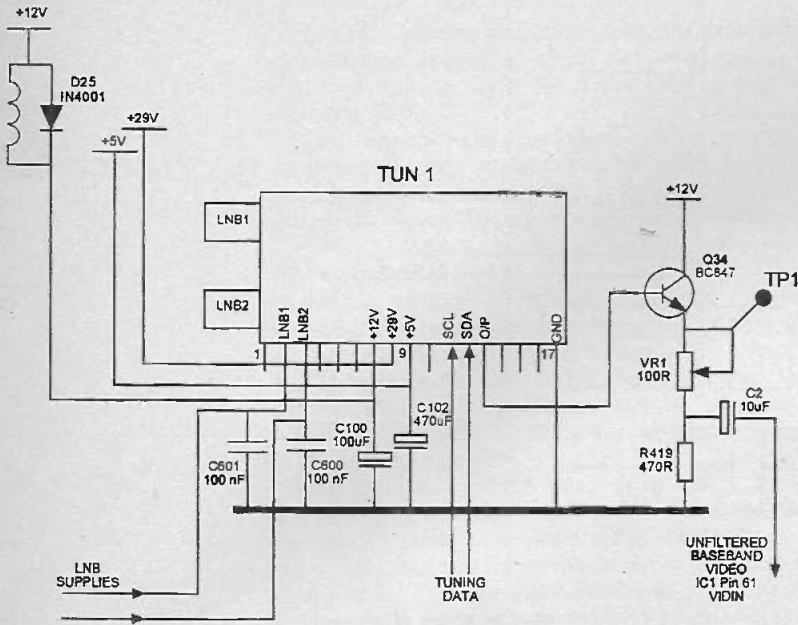 +12V
D25
IN4001
+29V
+5V
TUN 1
LNB1
LNB2
LNB1
LNB2
+12V
+29V
+5V
SCL
SDA
O/P
GND
1
9
17
+12V
Q34
BC847
TP1
VR1
100R
C2
10uF
R419
470R
C102
470uF
C100
100uF
C601
100 nF
C600
100 nF
LNB
SUPPLIES
TUNING
DATA
UNFILTERED
BASEBAND
VIDEO
IC1 Pin 61
VIDIN